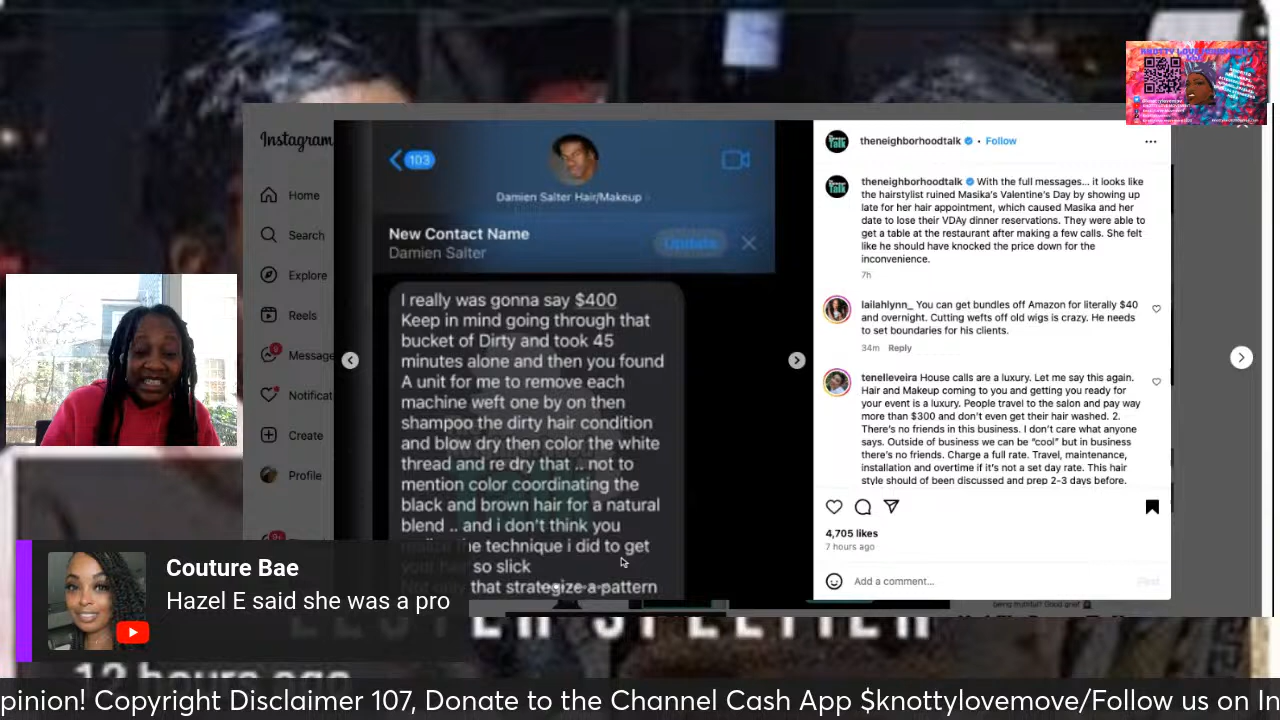 Instagram
Home
Search
Explore
Reels
Message
Notificat
Create
Profile
103
Damien Salter Hair/Makeup
New Contact Name
Damien Salter
Update
I really was gonna say $400
Keep in mind going through that
bucket of Dirty and took 45
minutes alone and then you found
A unit for me to remove each
machine weft one by on then
shampoo the dirty hair condition
and blow dry then color the white
thread and re dry that .. not to
mention color coordinating the
black and brown hair for a natural
blend .. and i don't think you
the technique i did to get
so slick
that strategize a pattern
theneighborhoodtalk • Follow
theneighborhoodtalk With the full messages... it looks like
the hairstylist ruined Masika's Valentine's Day by showing up
late for her hair appointment, which caused Masika and her
date to lose their VDAy dinner reservations. They were able to
get a table at the restaurant after making a few calls. She felt
like he should have knocked the price down for the
inconvenience.
7h
lailahlynn_ You can get bundles off Amazon for literally $40
and overnight. Cutting wefts off old wigs is crazy. He needs
to set boundaries for his clients.
34m Reply
tenelleveira House calls are a luxury. Let me say this again.
Hair and Makeup coming to you and getting you ready for
your event is a luxury. People travel to the salon and pay way
more than $300 and don't even get their hair washed. 2.
There's no friends in this business. I don't care what anyone
says. Outside of business we can be "cool" but in business
there's no friends. Charge a full rate. Travel, maintenance,
installation and overtime if it's not a set day rate. This hair
style should of been discussed and prep 2-3 days before.
4,705 likes
7 hours ago
Add a comment...
Post
Couture Bae
Hazel E said she was a pro
12 hours ago
pinion! Copyright Disclaimer 107, Donate to the Channel Cash App $knottylovemove/Follow us on In